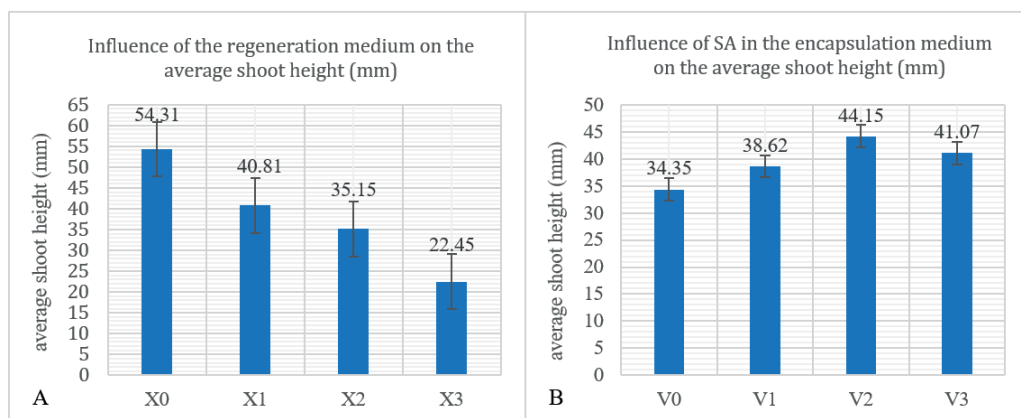 Influence of the regeneration medium on the
average shoot height (mm)
average shoot height (mm)
65
60
55
50
45
40
35
30
25
20
15
10
5
0
54.31
40.81
35.15
22.45
X0
X1
X2
X3
A
Influence of SA in the encapsulation medium
on the average shoot height (mm)
average shoot height (mm)
50
45
40
35
30
25
20
15
10
5
0
34.35
38.62
44.15
41.07
V0
V1
V2
V3
B